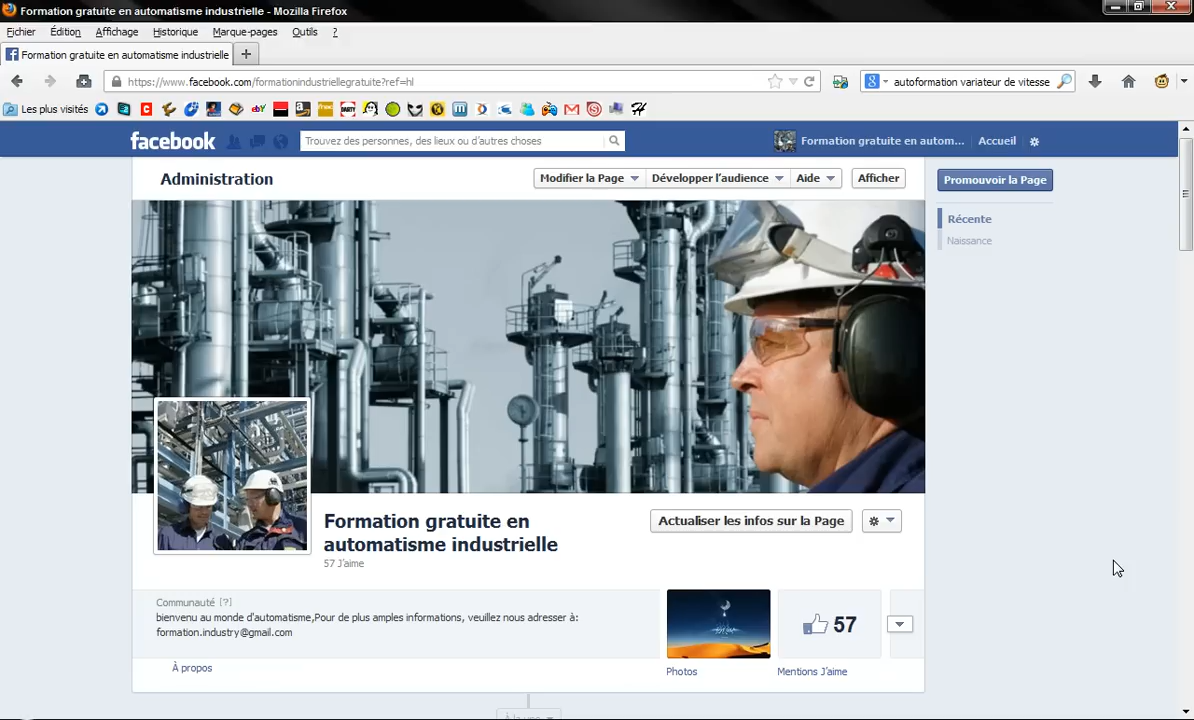 Formation gratuite en automatisme industrielle - Mozilla Firefox
Fichier Édition Affichage Historique Marque-pages Outils ?
Formation gratuite en automatisme industrielle
https://www.facebook.com/formationindustriellegratuite?ref=hl
autoformation variateur de vitesse
Les plus visités
facebook
Trouvez des personnes, des lieux ou d'autres choses
Formation gratuite en autom... Accueil
Administration
Modifier la Page Développer l'audience Aide Afficher
Promouvoir la Page
Récente
Naissance
Formation gratuite en
automatisme industrielle
57 J'aime
Actualiser les infos sur la Page
Communauté [?]
bienvenu au monde d'automatisme,Pour de plus amples informations, veuillez nous adresser à:
formation.industry@gmail.com
57
À propos
Photos
Mentions J'aime